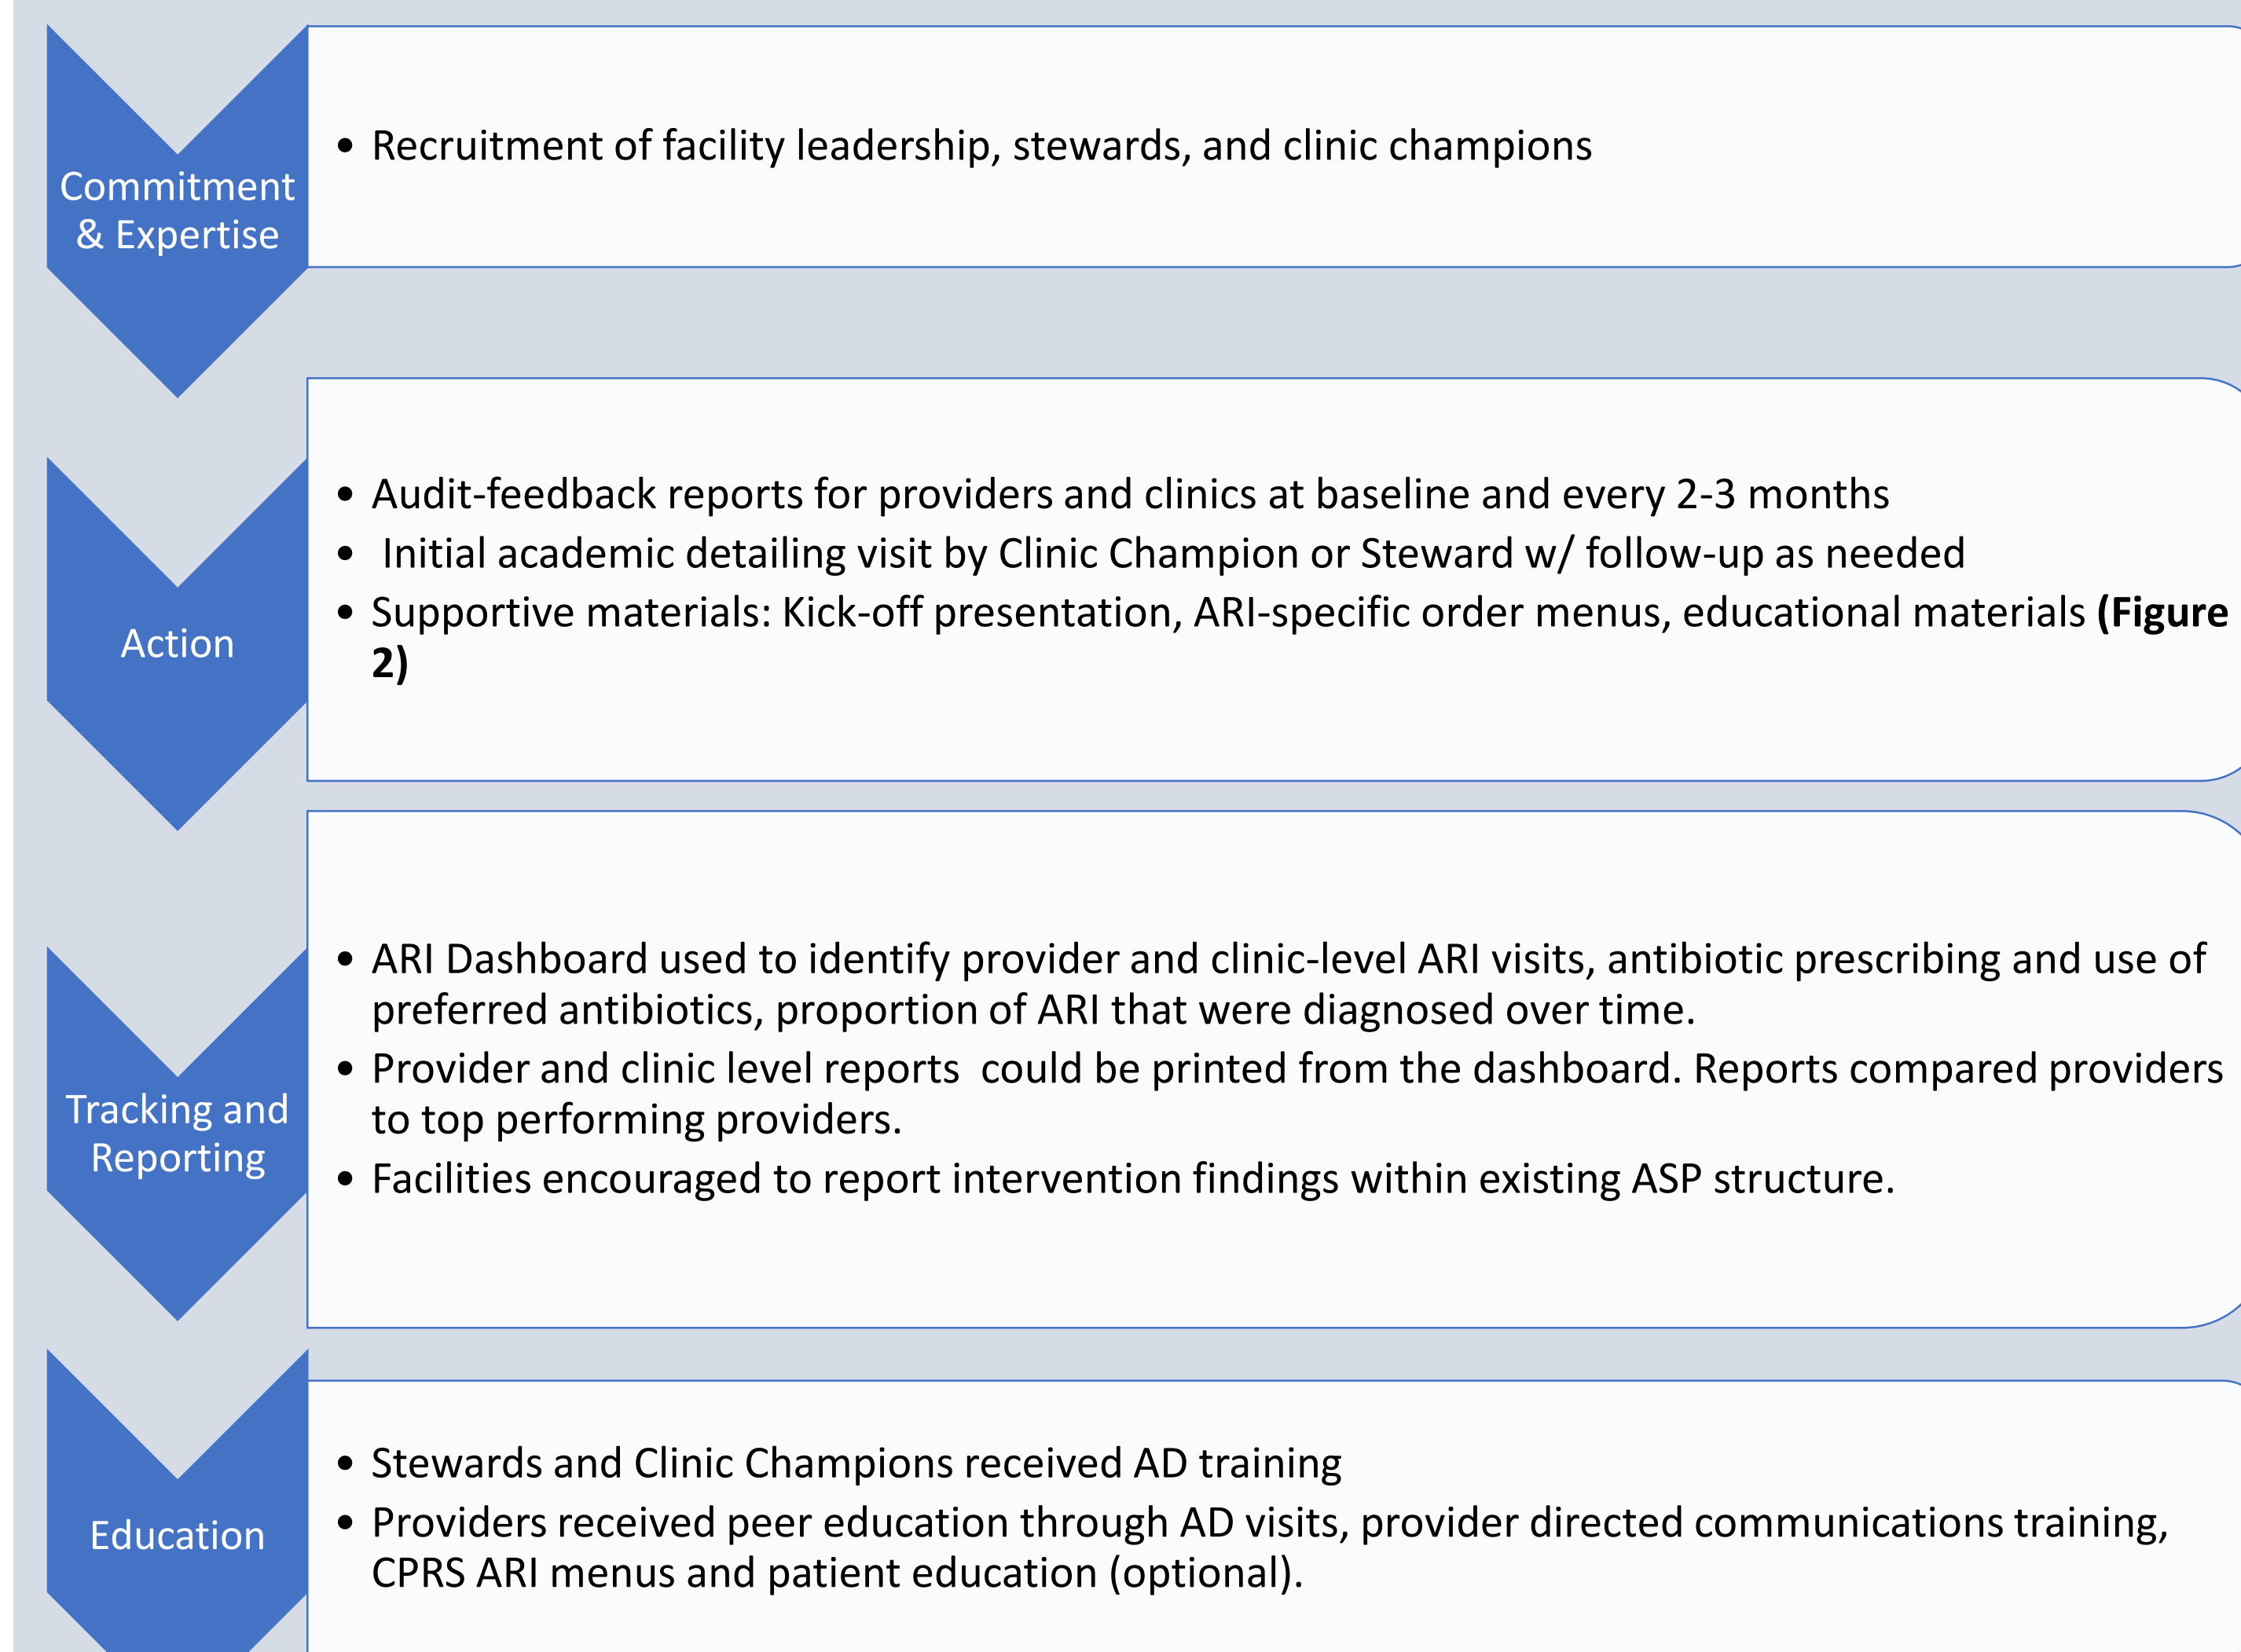 Commitment
& Expertise
• Recruitment of facility leadership, stewards, and clinic champions
Action
• Audit-feedback reports for providers and clinics at baseline and every 2-3 months
• Initial academic detailing visit by Clinic Champion or Steward w/ follow-up as needed
• Supportive materials: Kick-off presentation, ARI-specific order menus, educational materials (Figure
2)
Tracking and
Reporting
• ARI Dashboard used to identify provider and clinic-level ARI visits, antibiotic prescribing and use of
preferred antibiotics, proportion of ARI that were diagnosed over time.
• Provider and clinic level reports could be printed from the dashboard. Reports compared providers
to top performing providers.
• Facilities encouraged to report intervention findings within existing ASP structure.
Education
• Stewards and Clinic Champions received AD training
• Providers received peer education through AD visits, provider directed communications training,
CPRS ARI menus and patient education (optional).